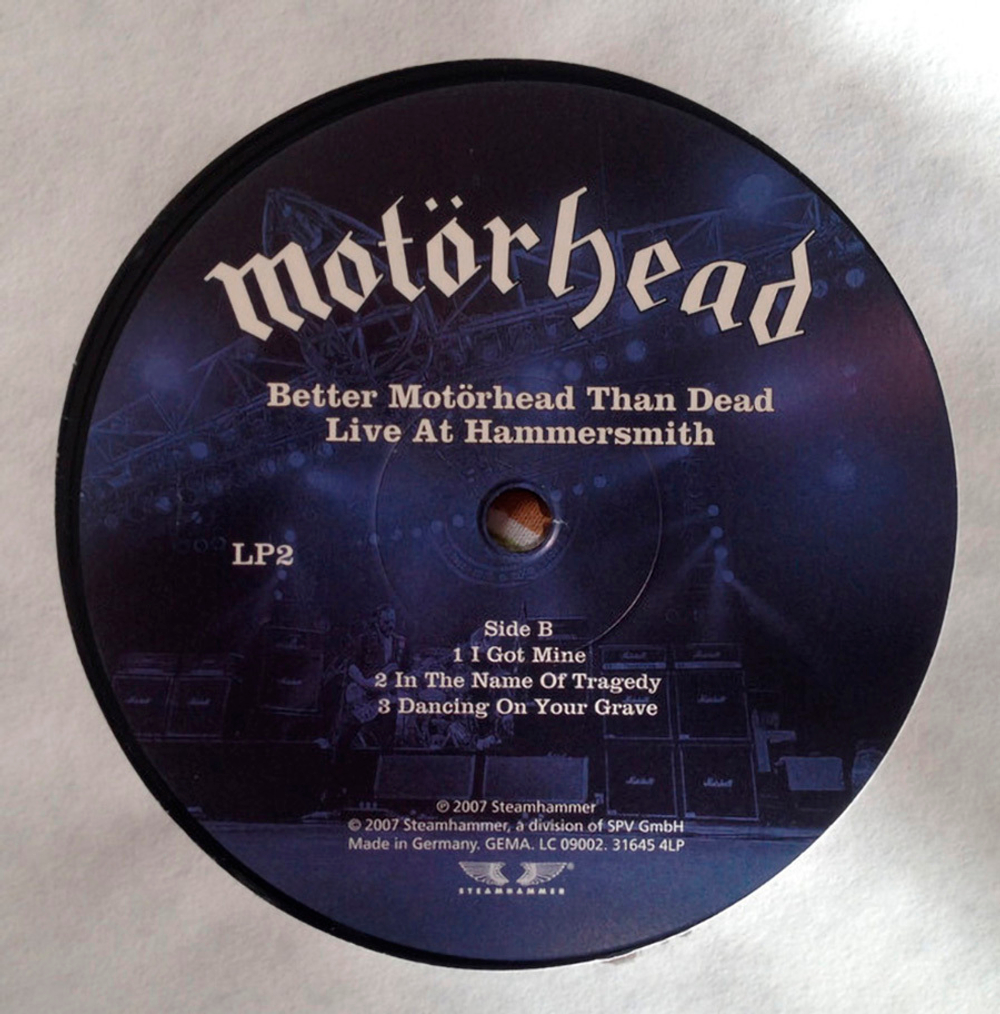 motörhead
Better Motörhead Than Dead
Live At Hammersmith
LP2
Side B
1 I Got Mine
2 In The Name Of Tragedy
3 Dancing On Your Grave
Marshall
Marshall
℗ 2007 Steamhammer
© 2007 Steamhammer, a division of SPV GmbH
Made in Germany. GEMA. LC 09002. 31645 4LP
STEAMHAMMER